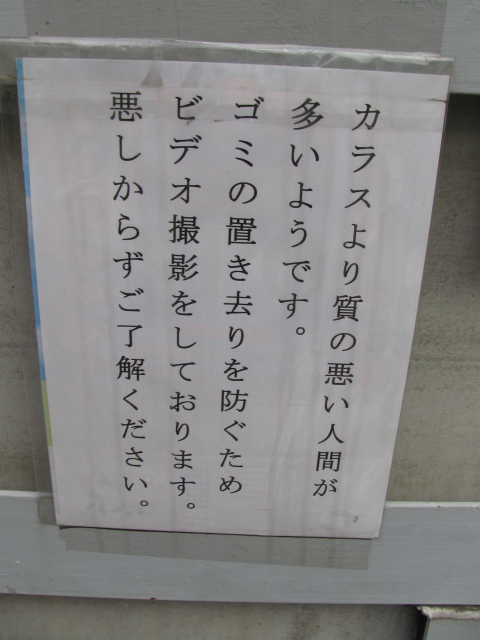 カラスより質の悪い人間が
多いようです。
ゴミの置き去りを防ぐため
ビデオ撮影をしております。
悪しからずご了解ください。